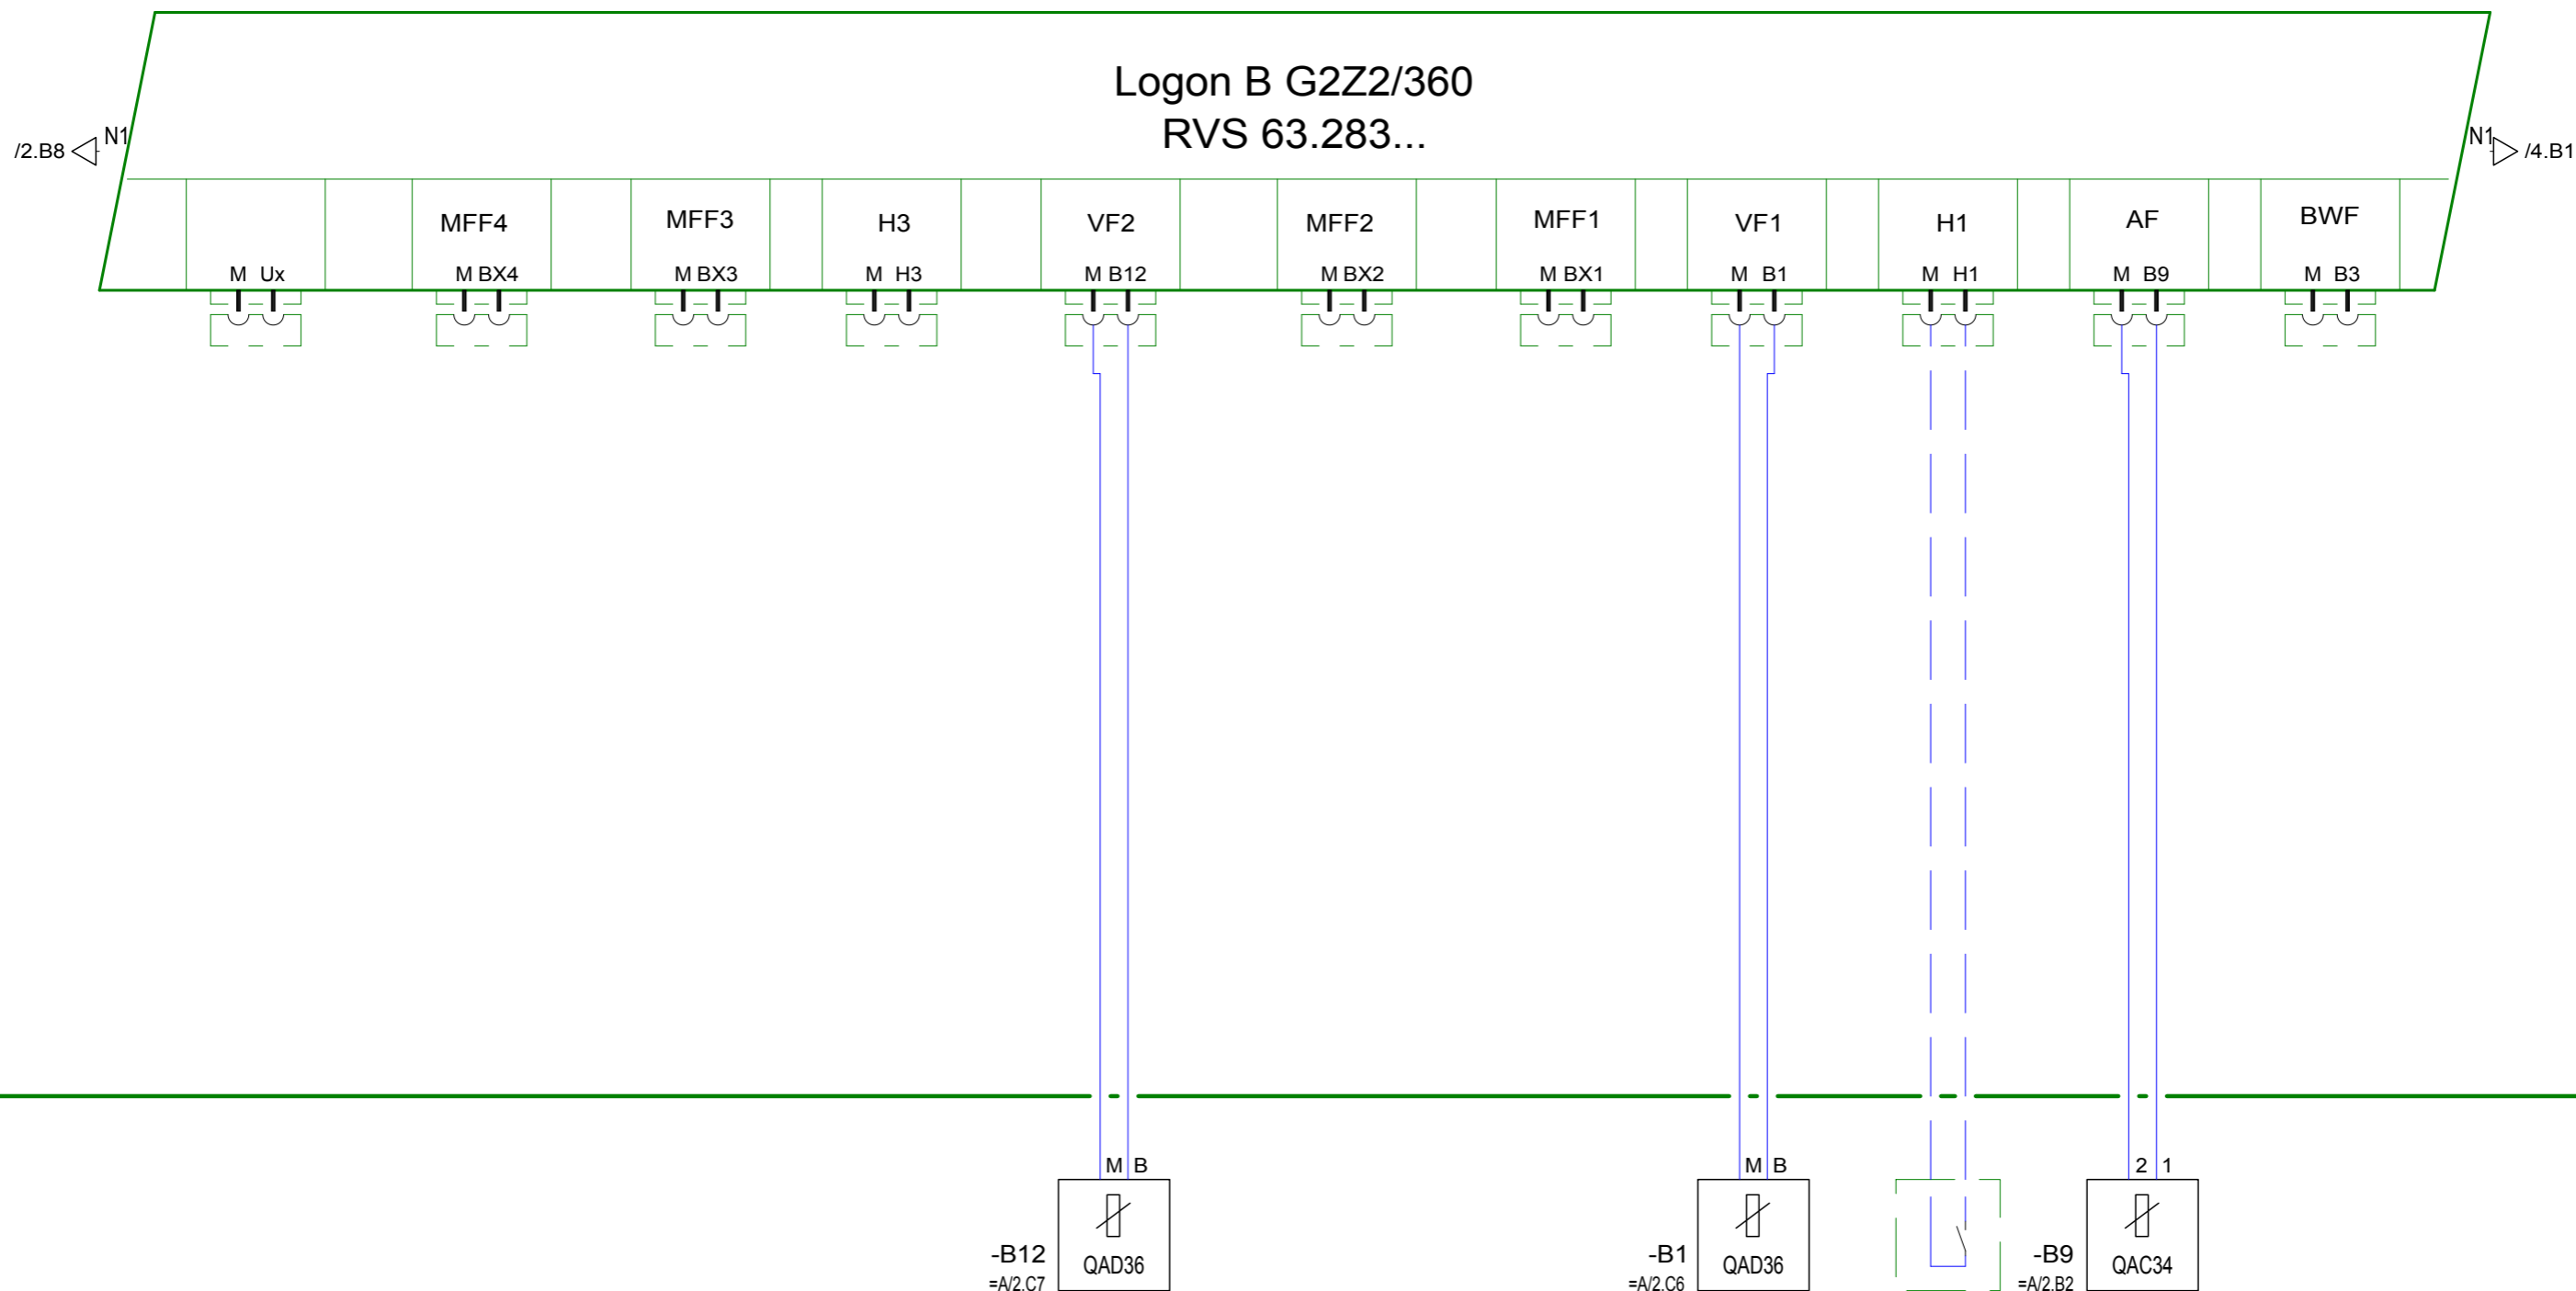 Logon B G2Z2/360
RVS 63.283...
/2.B8 N1 N1 /4.B1
MFF4 MFF3 H3 VF2 MFF2 MFF1 VF1 H1 AF BWF
M Ux M BX4 M BX3 M H3 M B12 M BX2 M BX1 M B1 M H1 M B9 M B3
M B M B 2 1
-B12 QAD36 -B1 QAD36 -B9 QAC34
=A/2.C7 =A/2.C6 =A/2.B2